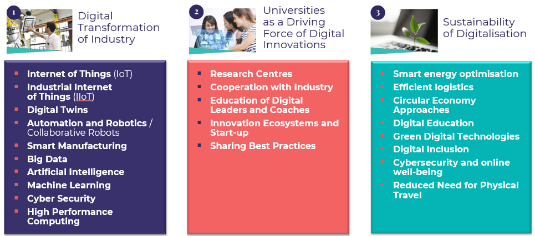 1
Digital
Transformation
of Industry
Internet of Things (IoT)
Industrial Internet
of Things (IIoT)
Digital Twins
Automation and Robotics /
Collaborative Robots
Smart Manufacturing
Big Data
Artificial Intelligence
Machine Learning
Cyber Security
High Performance
Computing
2
Universities
as a Driving
Force of Digital
Innovations
Research Centres
Cooperation with Industry
Education of Digital
Leaders and Coaches
Innovation Ecosystems and
Start-up
Sharing Best Practices
3
Sustainability
of Digitalisation
Smart energy optimisation
Efficient logistics
Circular Economy
Approaches
Digital Education
Green Digital Technologies
Digital Inclusion
Cybersecurity and online
well-being
Reduced Need for Physical
Travel